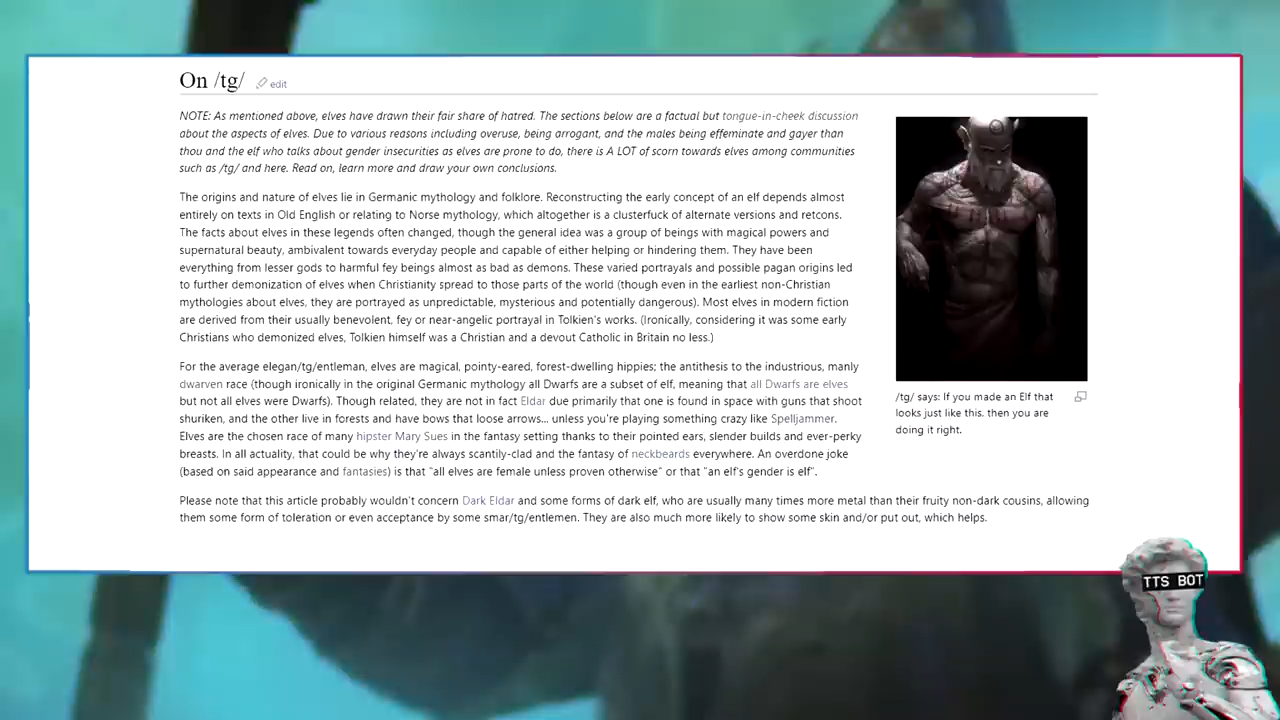 On /tg/ edit
NOTE: As mentioned above, elves have drawn their fair share of hatred. The sections below are a factual but tongue-in-cheek discussion
about the aspects of elves. Due to various reasons including overuse, being arrogant, and the males being effeminate and gayer than
thou and the elf who talks about gender insecurities as elves are prone to do, there is A LOT of scorn towards elves among communities
such as /tg/ and here. Read on, learn more and draw your own conclusions.
The origins and nature of elves lie in Germanic mythology and folklore. Reconstructing the early concept of an elf depends almost
entirely on texts in Old English or relating to Norse mythology, which altogether is a clusterfuck of alternate versions and retcons.
The facts about elves in these legends often changed, though the general idea was a group of beings with magical powers and
supernatural beauty, ambivalent towards everyday people and capable of either helping or hindering them. They have been
everything from lesser gods to harmful fey beings almost as bad as demons. These varied portrayals and possible pagan origins led
to further demonization of elves when Christianity spread to those parts of the world (though even in the earliest non-Christian
mythologies about elves, they are portrayed as unpredictable, mysterious and potentially dangerous). Most elves in modern fiction
are derived from their usually benevolent, fey or near-angelic portrayal in Tolkien's works. (Ironically, considering it was some early
Christians who demonized elves, Tolkien himself was a Christian and a devout Catholic in Britain no less.)
For the average elegan/tg/entleman, elves are magical, pointy-eared, forest-dwelling hippies; the antithesis to the industrious, manly
dwarven race (though ironically in the original Germanic mythology all Dwarfs are a subset of elf, meaning that all Dwarfs are elves
but not all elves were Dwarfs). Though related, they are not in fact Eldar due primarily that one is found in space with guns that shoot
shuriken, and the other live in forests and have bows that loose arrows... unless you're playing something crazy like Spelljammer.
Elves are the chosen race of many hipster Mary Sues in the fantasy setting thanks to their pointed ears, slender builds and ever-perky
breasts. In all actuality, that could be why they're always scantily-clad and the fantasy of neckbeards everywhere. An overdone joke
(based on said appearance and fantasies) is that "all elves are female unless proven otherwise" or that "an elf's gender is elf".
Please note that this article probably wouldn't concern Dark Eldar and some forms of dark elf, who are usually many times more metal than their fruity non-dark cousins, allowing
them some form of toleration or even acceptance by some smar/tg/entlemen. They are also much more likely to show some skin and/or put out, which helps.
/tg/ says: If you made an Elf that
looks just like this. then you are
doing it right.
TTS BOT